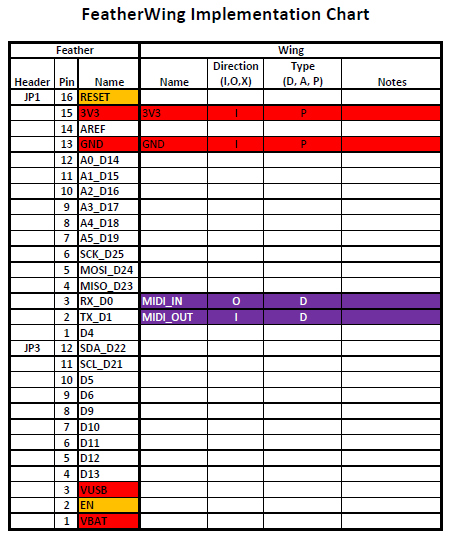 FeatherWing Implementation Chart
Feather Wing
Direction Type
(I,O,X) (D, A, P)
Header Pin Name Name Notes
JP1 16 RESET
15 3V3 3V3 I P
14 AREF
13 GND GND I P
12 A0_D14
11 A1_D15
10 A2_D16
9 A3_D17
8 A4_D18
7 A5_D19
6 SCK_D25
5 MOSI_D24
4 MISO_D23
3 RX_D0 MIDI_IN O D
2 TX_D1 MIDI_OUT I D
1 D4
JP3 12 SDA_D22
11 SCL_D21
10 D5
9 D6
8 D9
7 D10
6 D11
5 D12
4 D13
3 VUSB
2 EN
1 VBAT